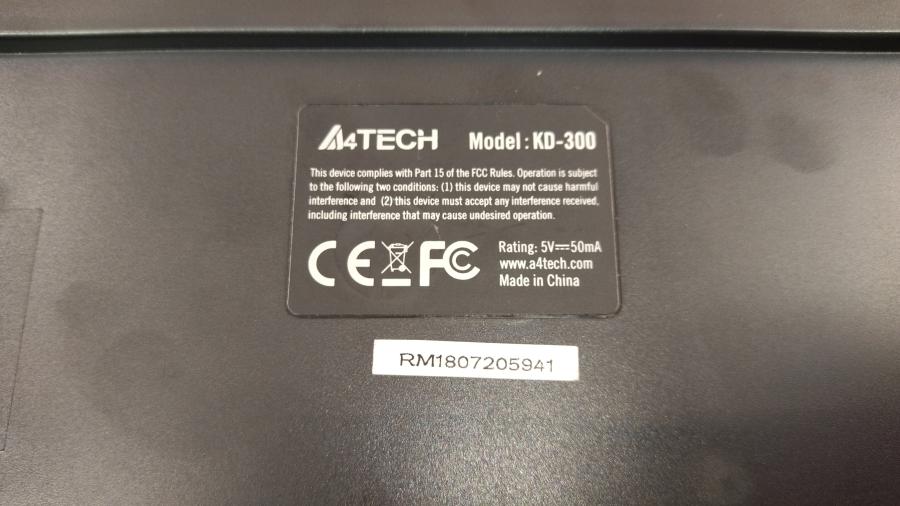 A4TECH Model : KD-300
This device complies with Part 15 of the FCC Rules. Operation is subject
to the following two conditions: (1) this device may not cause harmful
interference and (2) this device must accept any interference received,
including interference that may cause undesired operation.
CE FC Rating: 5V⎓50mA
www.a4tech.com
Made in China
RM1807205941